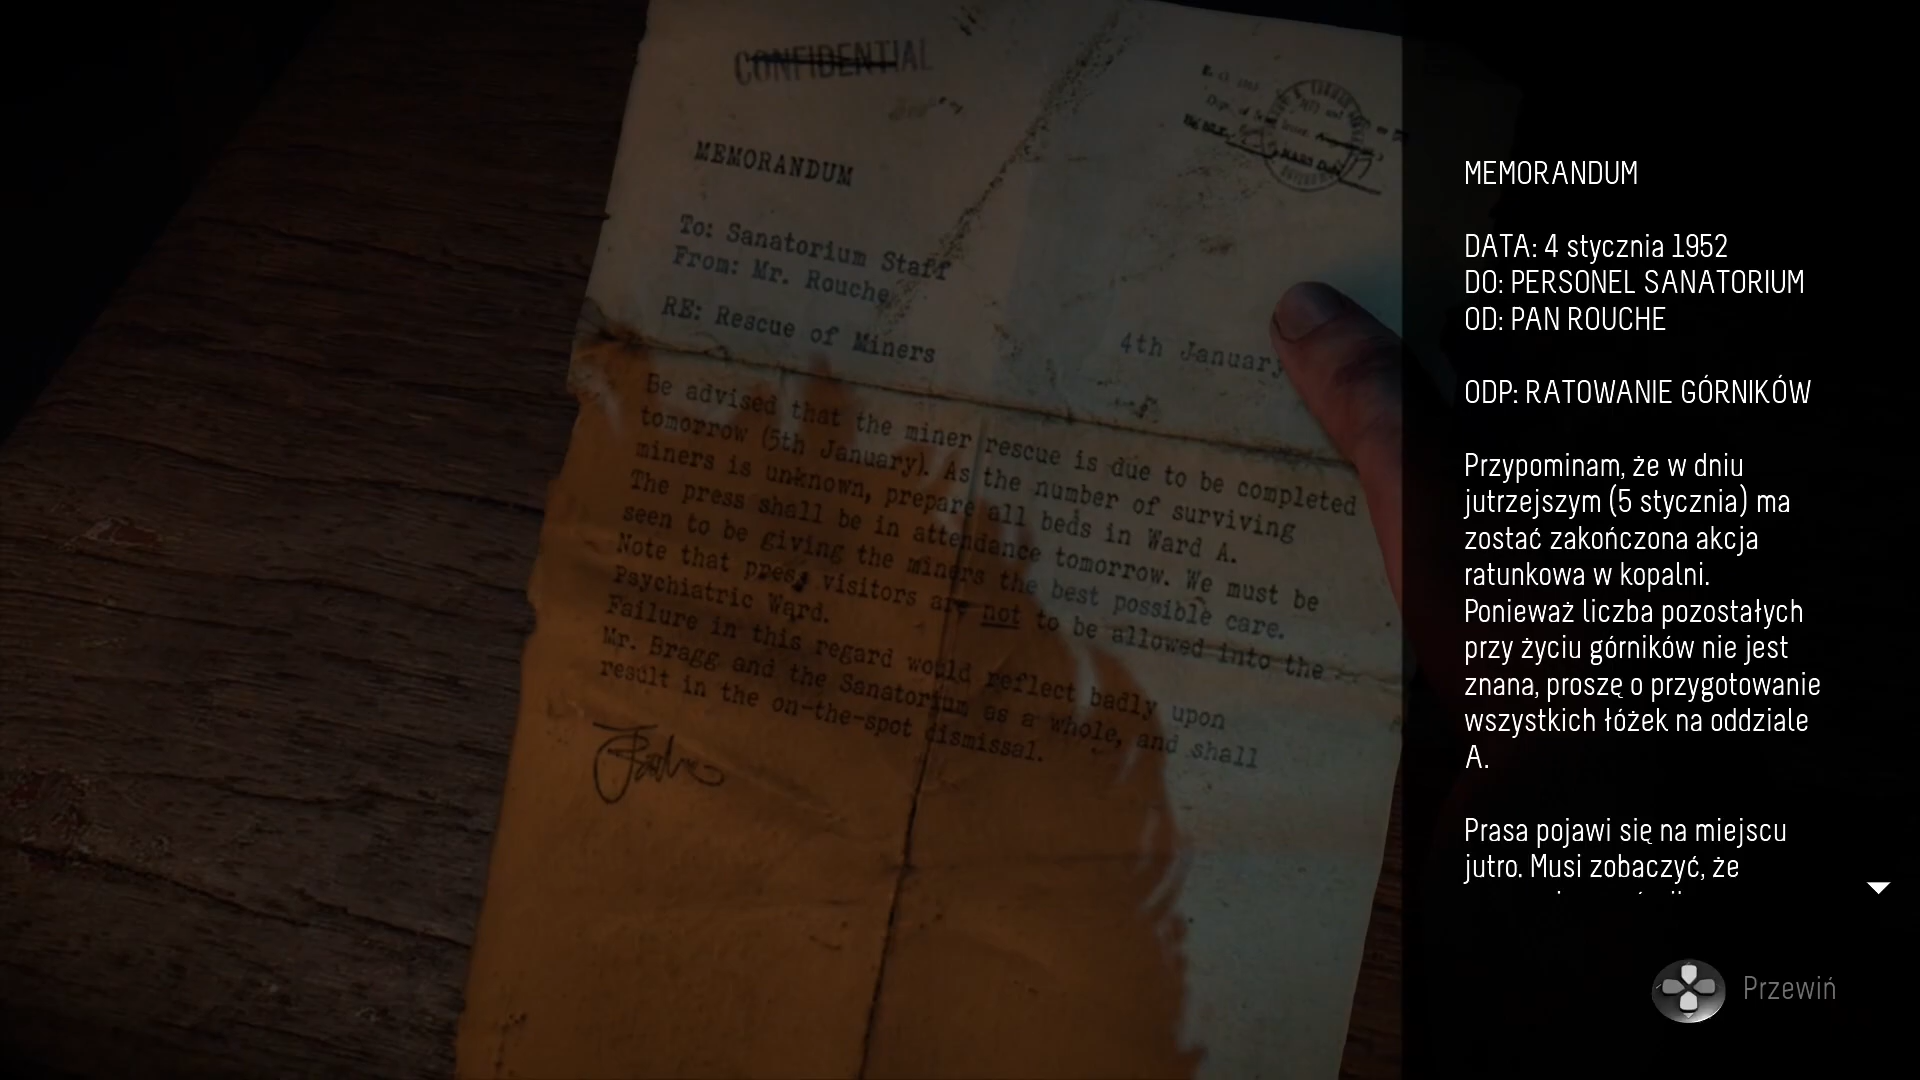 CONFIDENTIAL
MEMORANDUM
To: Sanatorium Staff
From: Mr. Rouche
RE: Rescue of Miners
4th January
Be advised that the miner rescue is due to be completed
tomorrow (5th January). As the number of surviving
miners is unknown, prepare all beds in Ward A.
The press shall be in attendance tomorrow. We must be
seen to be giving the miners the best possible care.
Note that press visitors are not to be allowed into the
Psychiatric Ward.
Failure in this regard would reflect badly upon
Mr. Bragg and the Sanatorium as a whole, and shall
result in the on-the-spot dismissal.
MEMORANDUM
DATA: 4 stycznia 1952
DO: PERSONEL SANATORIUM
OD: PAN ROUCHE
ODP: RATOWANIE GÓRNIKÓW
Przypominam, że w dniu
jutrzejszym (5 stycznia) ma
zostać zakończona akcja
ratunkowa w kopalni.
Ponieważ liczba pozostałych
przy życiu górników nie jest
znana, proszę o przygotowanie
wszystkich łóżek na oddziale
A.
Prasa pojawi się na miejscu
jutro. Musi zobaczyć, że
Przewiń